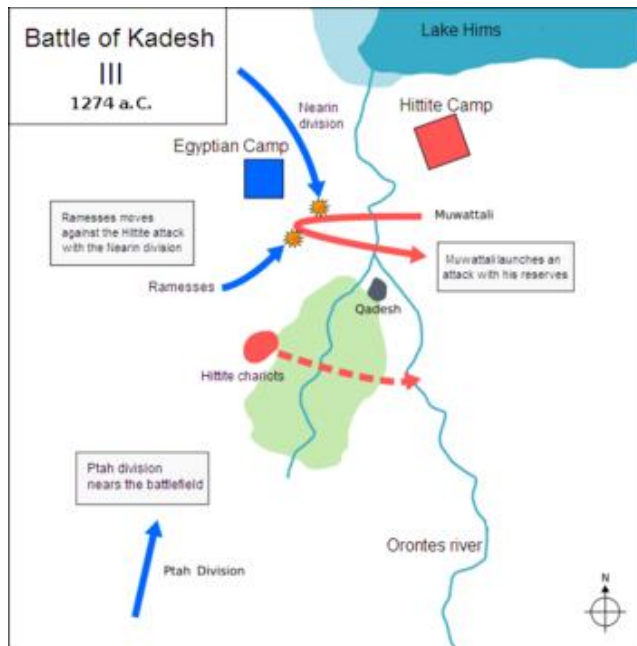 Battle of Kadesh
III
1274 a.C.
Lake Hims
Nearin
division
Hittite Camp
Egyptian Camp
Ramesses moves
against the Hittite attack
with the Nearin division
Muwattali
Muwattali launches an
attack with his reserves
Ramesses
Qadesh
Hittite chariots
Ptah division
nears the battlefield
Orontes river
Ptah Division
N